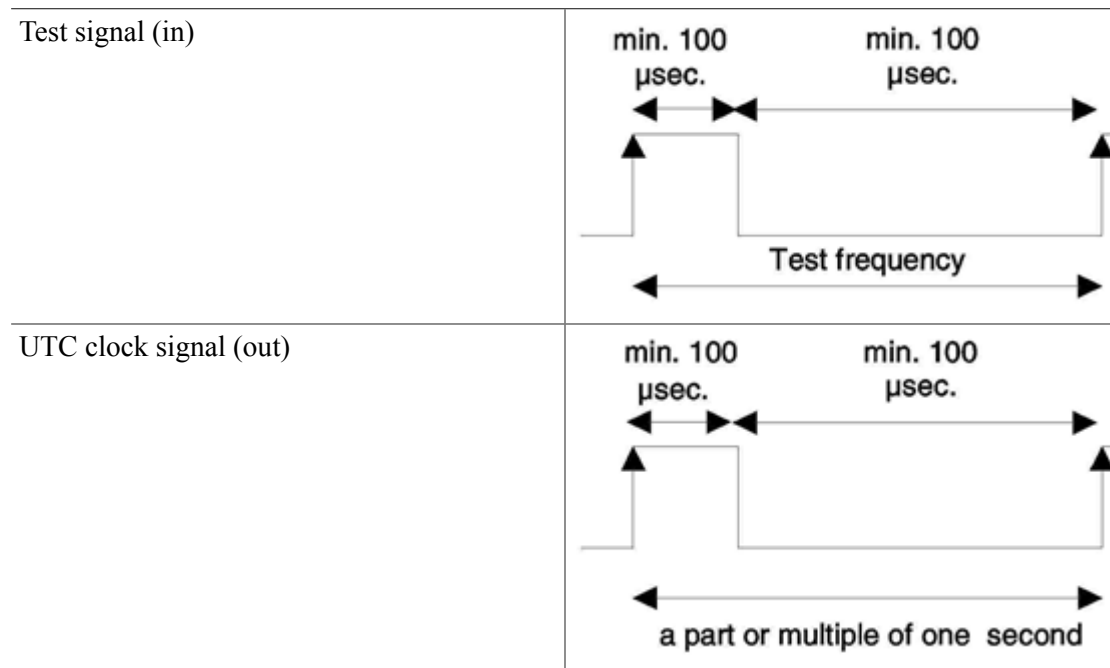 Test signal (in)
min. 100
µsec.
min. 100
µsec.
Test frequency
UTC clock signal (out)
min. 100
µsec.
min. 100
µsec.
a part or multiple of one second